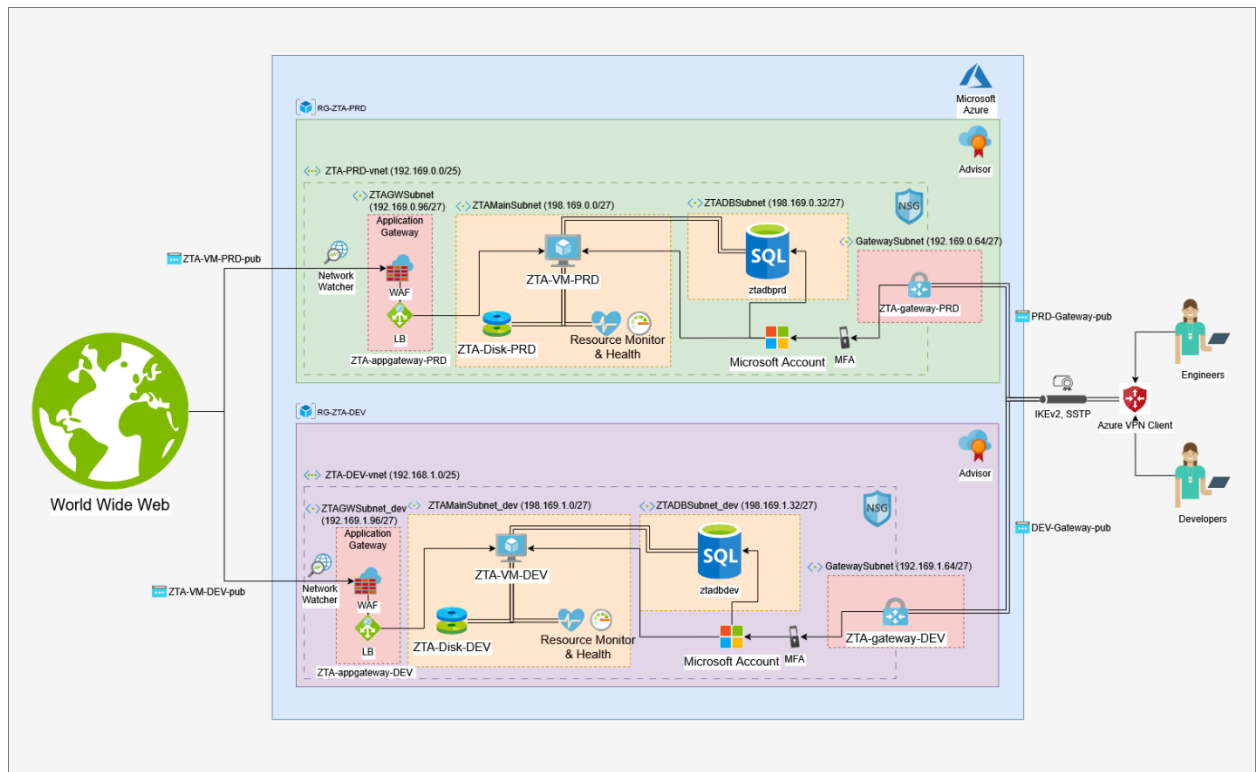 Microsoft
Azure
RG-ZTA-PRD
Advisor
ZTA-PRD-vnet (192.169.0.0/25)
ZTAGWSubnet
(192.169.0.96/27)
Application
Gateway
WAF
LB
ZTA-appgateway-PRD
Network
Watcher
ZTAMainSubnet (198.169.0.0/27)
ZTA-VM-PRD
ZTA-Disk-PRD
Resource Monitor
& Health
ZTADBSubnet (198.169.0.32/27)
SQL
ztadbprd
NSG
GatewaySubnet (192.169.0.64/27)
ZTA-gateway-PRD
Microsoft Account
MFA
ZTA-VM-PRD-pub
World Wide Web
ZTA-VM-DEV-pub
PRD-Gateway-pub
IKEv2, SSTP
Azure VPN Client
Engineers
Developers
DEV-Gateway-pub
RG-ZTA-DEV
Advisor
ZTA-DEV-vnet (192.168.1.0/25)
ZTAGWSubnet_dev
(192.169.1.96/27)
Application
Gateway
WAF
LB
ZTA-appgateway-DEV
Network
Watcher
ZTAMainSubnet_dev (198.169.1.0/27)
ZTA-VM-DEV
ZTA-Disk-DEV
Resource Monitor
& Health
ZTADBSubnet_dev (198.169.1.32/27)
SQL
ztadbdev
NSG
GatewaySubnet (192.169.1.64/27)
ZTA-gateway-DEV
Microsoft Account
MFA